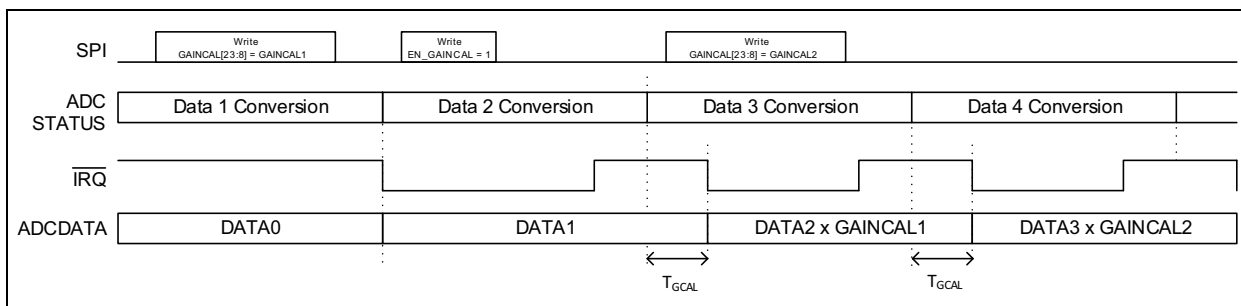 SPI
Write
GAINCAL[23:8] = GAINCAL1
Write
EN_GAINCAL = 1
Write
GAINCAL[23:8] = GAINCAL2
ADC
STATUS
Data 1 Conversion
Data 2 Conversion
Data 3 Conversion
Data 4 Conversion
IRQ
ADCDATA
DATA0
DATA1
DATA2 x GAINCAL1
DATA3 x GAINCAL2
TGCAL
TGCAL